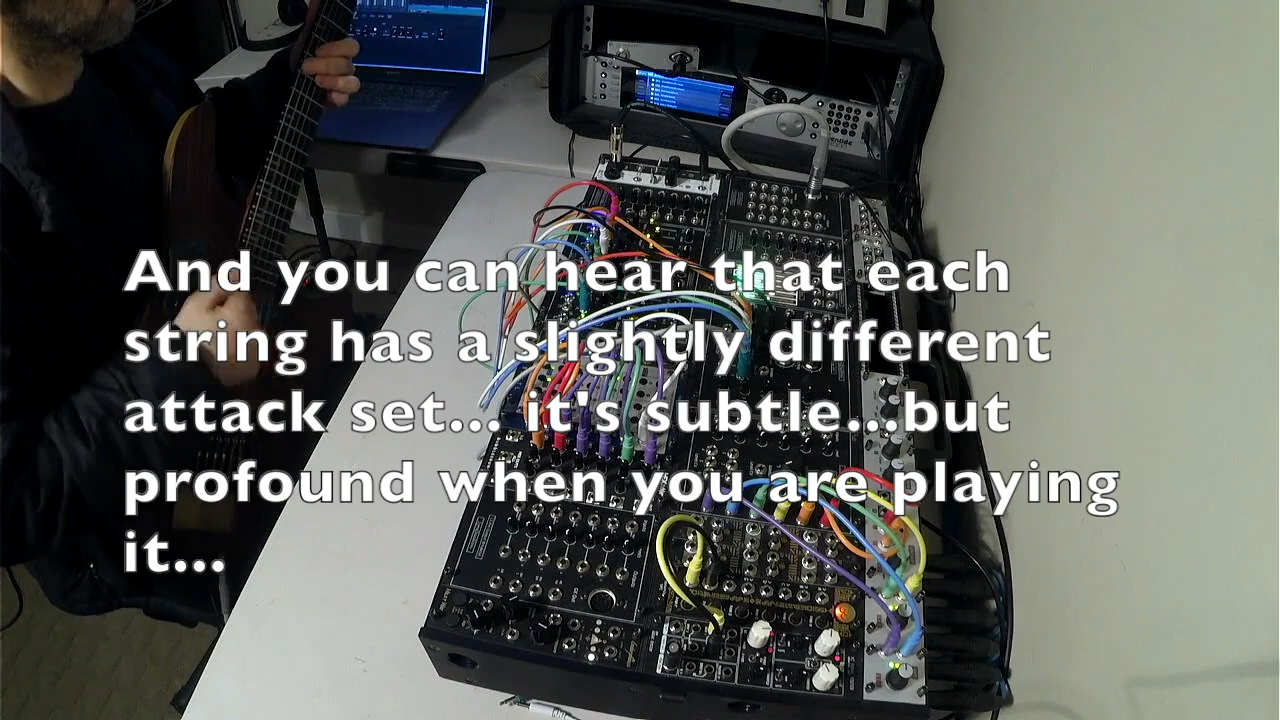 And you can hear that each
string has a slightly different
attack set... it's subtle...but
profound when you are playing
it...